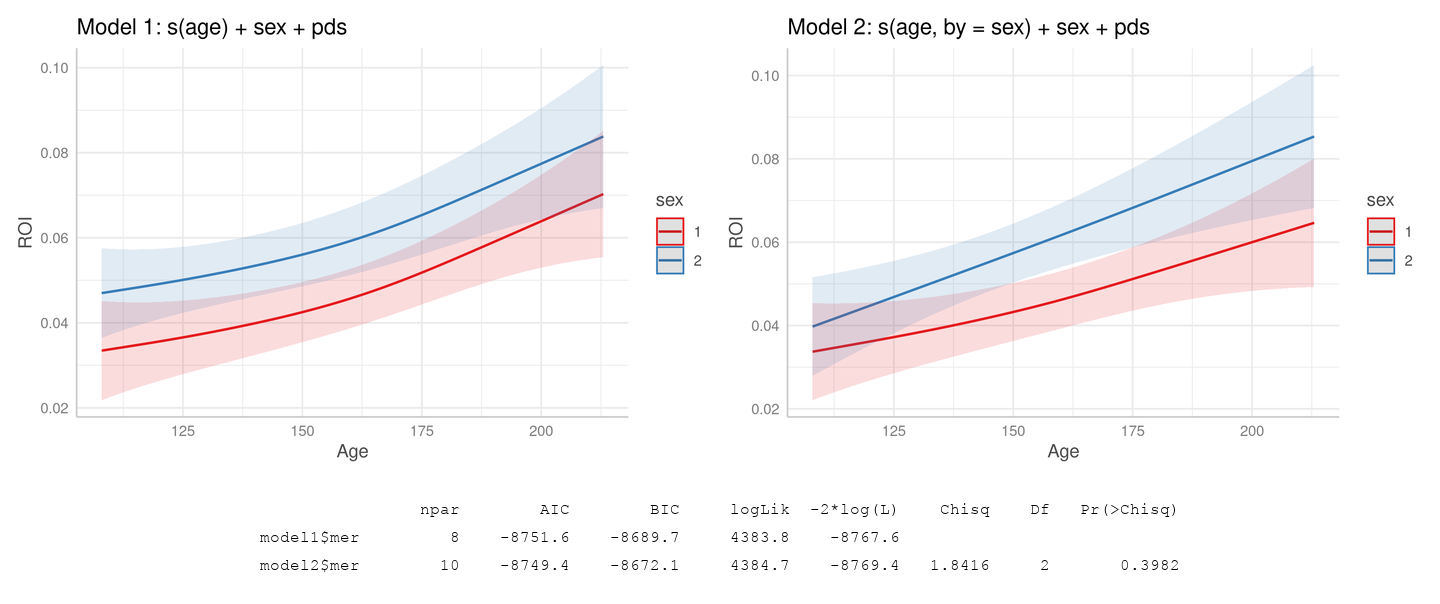 Model 1: s(age) + sex + pds
0.10
0.08
0.06
0.04
0.02
ROI
125 150 175 200
Age
sex
1
2
Model 2: s(age, by = sex) + sex + pds
0.10
0.08
0.06
0.04
0.02
ROI
125 150 175 200
Age
sex
1
2
npar AIC BIC logLik -2*log(L) Chisq Df Pr(>Chisq)
model1$mer 8 -8751.6 -8689.7 4383.8 -8767.6
model2$mer 10 -8749.4 -8672.1 4384.7 -8769.4 1.8416 2 0.3982